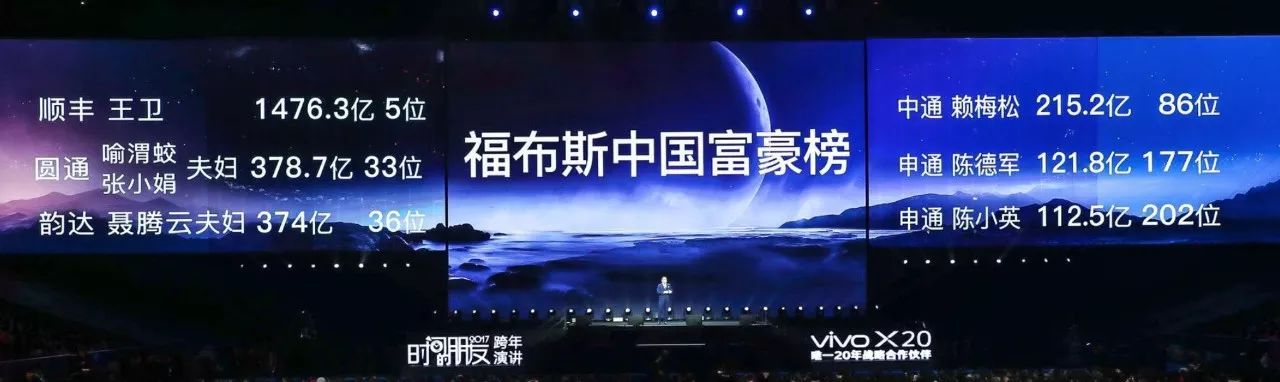 顺丰 王卫 1476.3亿 5位
圆通 喻渭蛟 张小娟 夫妇 378.7亿 33位
韵达 聂腾云夫妇 374亿 36位
福布斯中国富豪榜
中通 赖梅松 215.2亿 86位
申通 陈德军 121.8亿 177位
申通 陈小英 112.5亿 202位
时间的朋友 2017 跨年演讲
vivo X20
唯一20年战略合作伙伴